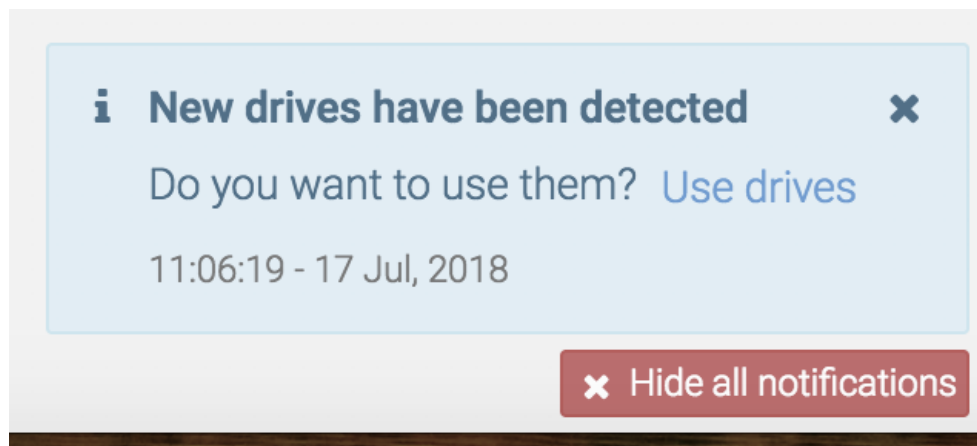 New drives have been detected
Do you want to use them? Use drives
11:06:19 - 17 Jul, 2018
Hide all notifications